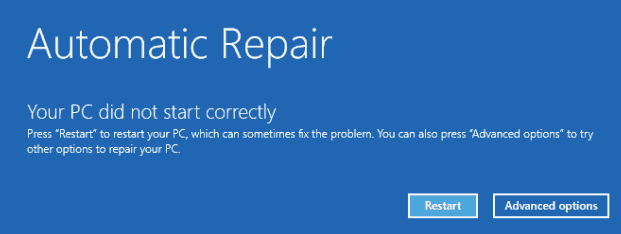 Automatic Repair
Your PC did not start correctly
Press “Restart” to restart your PC, which can sometimes fix the problem. You can also press “Advanced options” to try
other options to repair your PC.
Restart
Advanced options